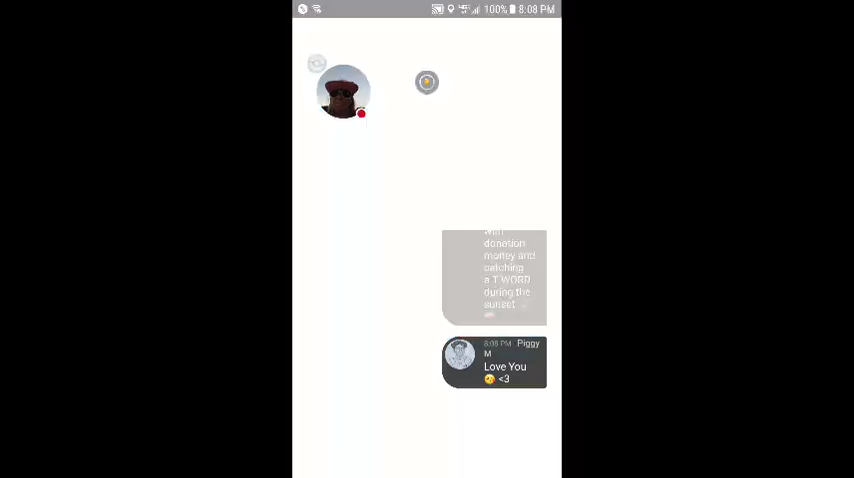 100% 8:08 PM
with
donation
money and
catching
a T WORD
during the
sunset
8:08 PM Piggy
M
Love You
😘 <3